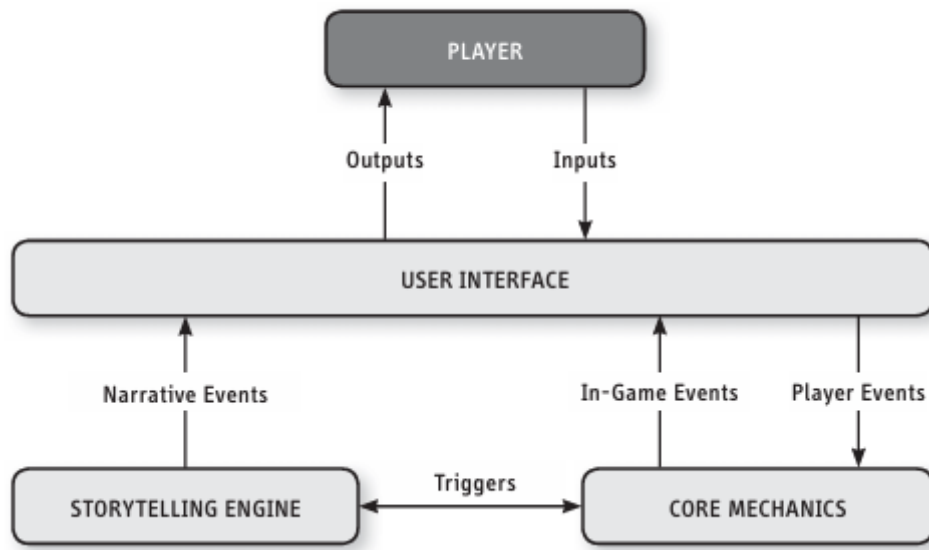 PLAYER
Outputs
Inputs
USER INTERFACE
Narrative Events
In-Game Events
Player Events
Triggers
STORYTELLING ENGINE
CORE MECHANICS